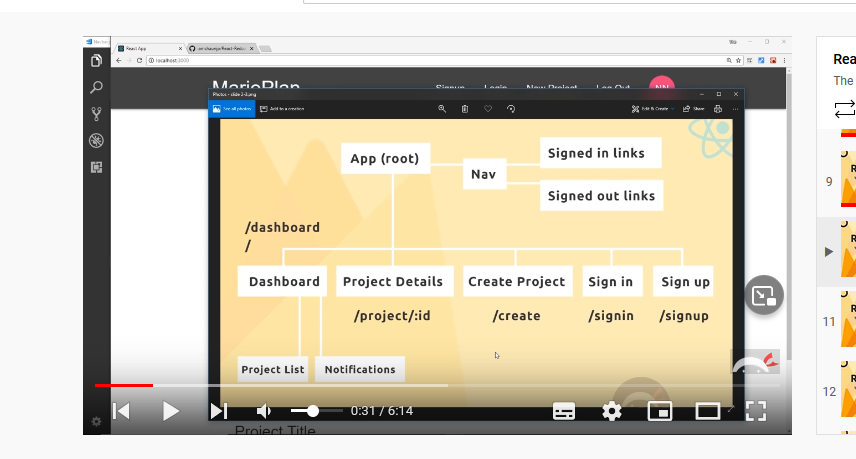 React App
localhost:3000
MarioPlan
Signup Login New Project Log Out NN
Photos - slide 2-3.png
See all photos Add to a creation Edit & Create Share
App (root)
Nav
Signed in links
Signed out links
/dashboard
/
Dashboard Project Details Create Project Sign in Sign up
/project/:id /create /signin /signup
Project List Notifications
0:31 / 6:14
Project Title
Rea
The
9
R
R
11
R
12
R